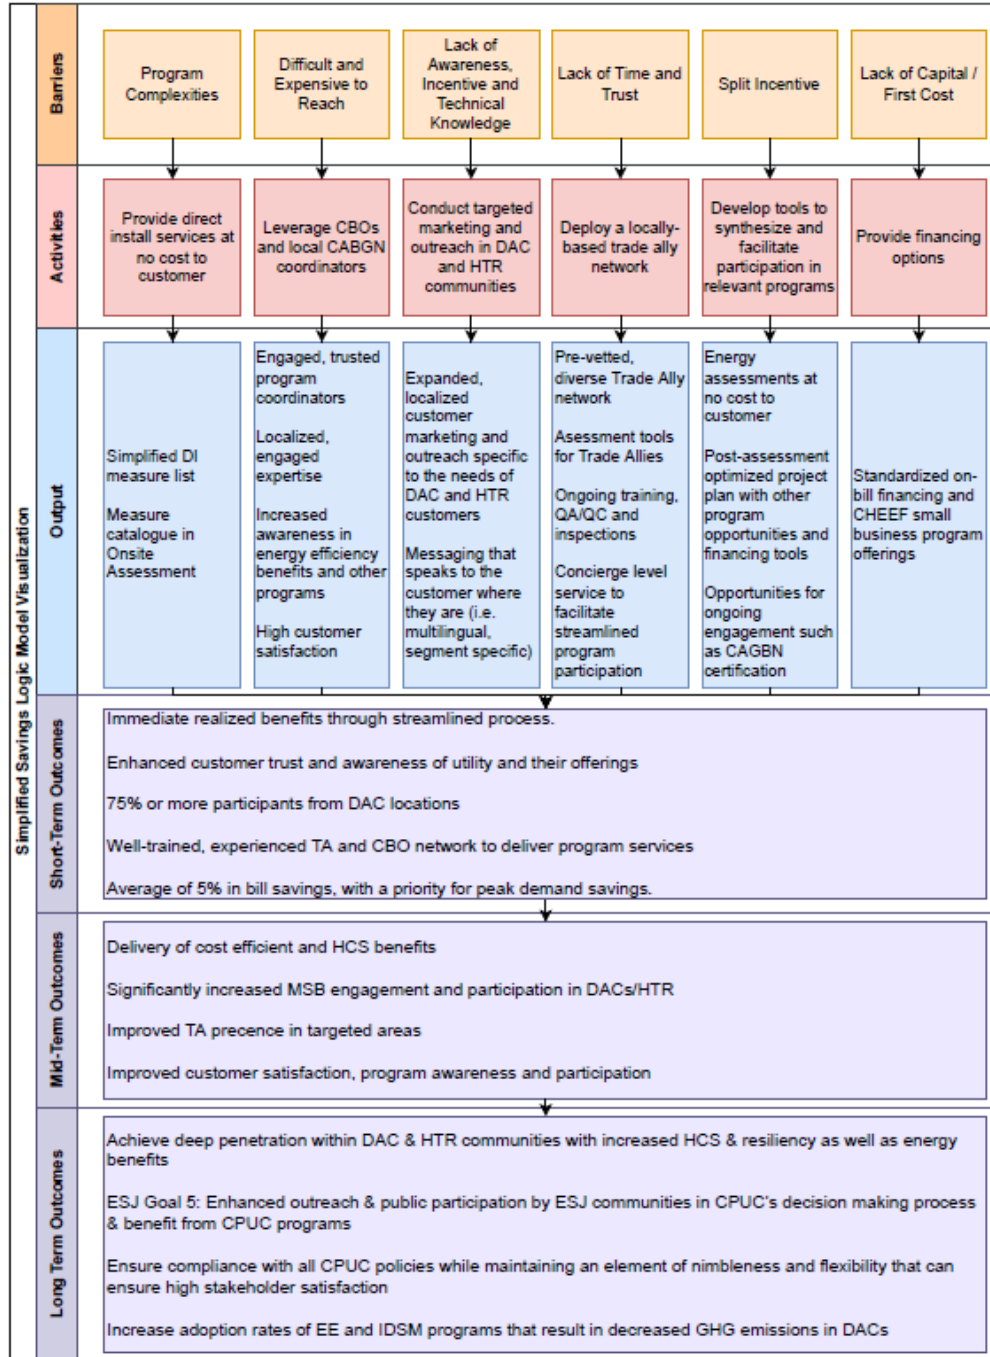 Simplified Savings Logic Model Visualization
Barriers
Program
Complexities
Difficult and
Expensive to
Reach
Lack of
Awareness,
Incentive and
Technical
Knowledge
Lack of Time and
Trust
Split Incentive
Lack of Capital /
First Cost
Activities
Provide direct
install services at
no cost to
customer
Leverage CBOs
and local CABGN
coordinators
Conduct targeted
marketing and
outreach in DAC
and HTR
communities
Deploy a locally-
based trade ally
network
Develop tools to
synthesize and
facilitate
participation in
relevant programs
Provide financing
options
Output
Simplified DI
measure list
Measure
catalogue in
Onsite
Assessment
Engaged, trusted
program
coordinators
Localized,
engaged
expertise
Increased
awareness in
energy efficiency
benefits and other
programs
High customer
satisfaction
Expanded,
localized
customer
marketing and
outreach specific
to the needs of
DAC and HTR
customers
Messaging that
speaks to the
customer where
they are (i.e.
multilingual,
segment specific)
Pre-vetted,
diverse Trade Ally
network
Asessment tools
for Trade Allies
Ongoing training,
QA/QC and
inspections
Concierge level
service to
facilitate
streamlined
program
participation
Energy
assessments at
no cost to
customer
Post-assessment
optimized project
plan with other
program
opportunities and
financing tools
Opportunities for
ongoing
engagement such
as CAGBN
certification
Standardized on-
bill financing and
CHEEF small
business program
offerings
Short-Term Outcomes
Immediate realized benefits through streamlined process.
Enhanced customer trust and awareness of utility and their offerings
75% or more participants from DAC locations
Well-trained, experienced TA and CBO network to deliver program services
Average of 5% in bill savings, with a priority for peak demand savings.
Mid-Term Outcomes
Delivery of cost efficient and HCS benefits
Significantly increased MSB engagement and participation in DACs/HTR
Improved TA precence in targeted areas
Improved customer satisfaction, program awareness and participation
Long Term Outcomes
Achieve deep penetration within DAC & HTR communities with increased HCS & resiliency as well as energy
benefits
ESJ Goal 5: Enhanced outreach & public participation by ESJ communities in CPUC's decision making process
& benefit from CPUC programs
Ensure compliance with all CPUC policies while maintaining an element of nimbleness and flexibility that can
ensure high stakeholder satisfaction
Increase adoption rates of EE and IDSM programs that result in decreased GHG emissions in DACs